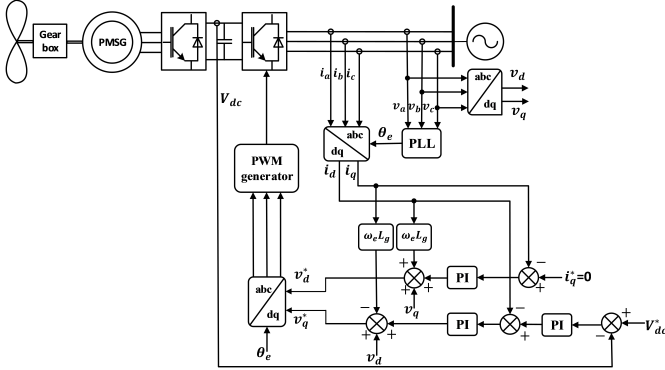 Gear
box
PMSG
V_dc
i_a i_b i_c
v_a v_b v_c
abc
dq
v_d
v_q
abc
dq
θ_e
PLL
i_d i_q
PWM
generator
ω_e L_g
ω_e L_g
+
+ +
PI
−
+
i_q^*=0
v_d^*
v_q
abc
dq
v_q^*
−
+ +
PI
−
+
PI
+
−
V_dc^*
θ_e
v_d